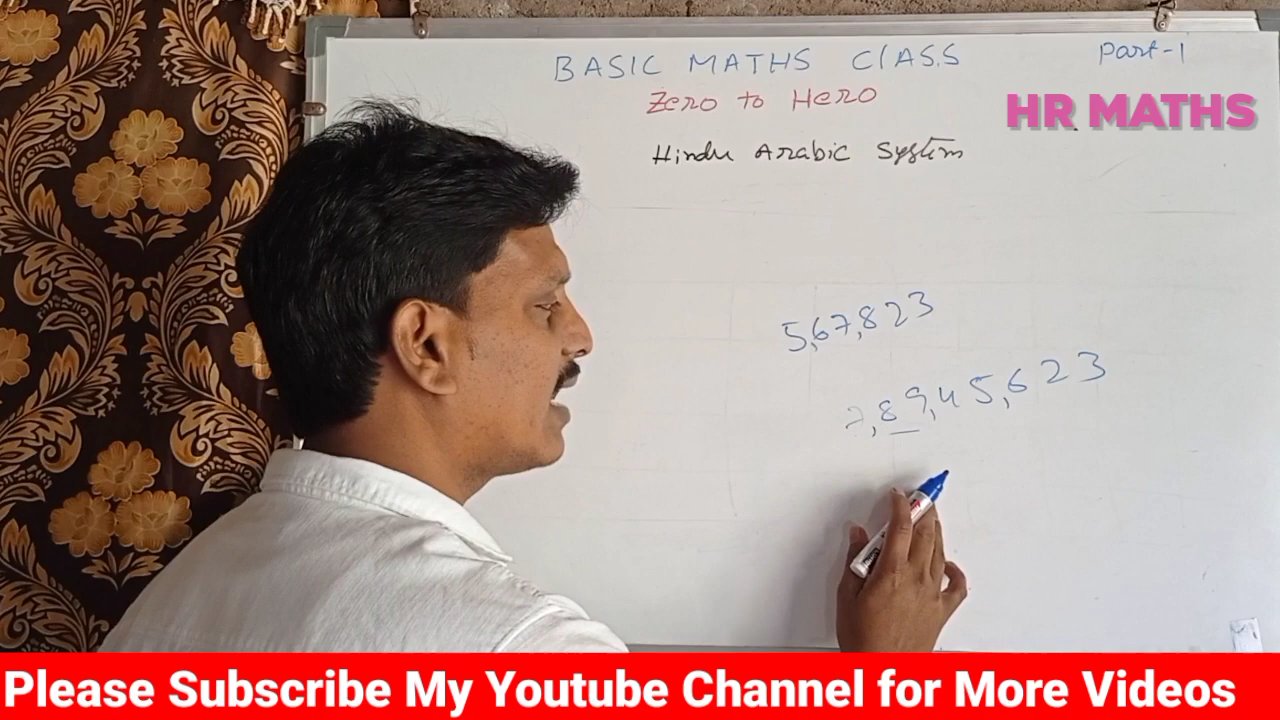 BASIC MATHS ClASS
Part-1
Zero to Hero
HR MATHS
Hindu Arabic System
5,67,823
7,89,45,623
Please Subscribe My Youtube Channel for More Videos